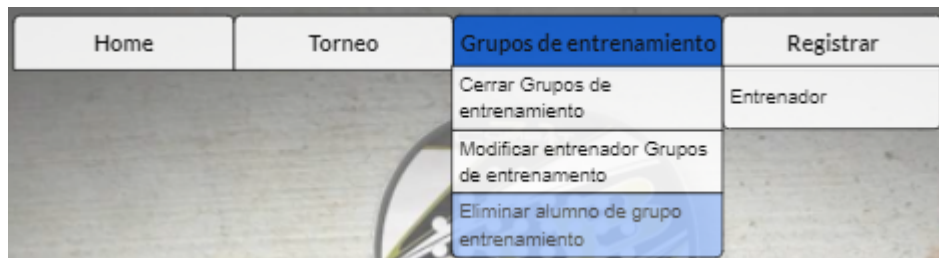 Home
Torneo
Grupos de entrenamiento
Registrar
Cerrar Grupos de
entrenamiento
Modificar entrenador Grupos
de entrenamento
Eliminar alumno de grupo
entrenamiento
Entrenador